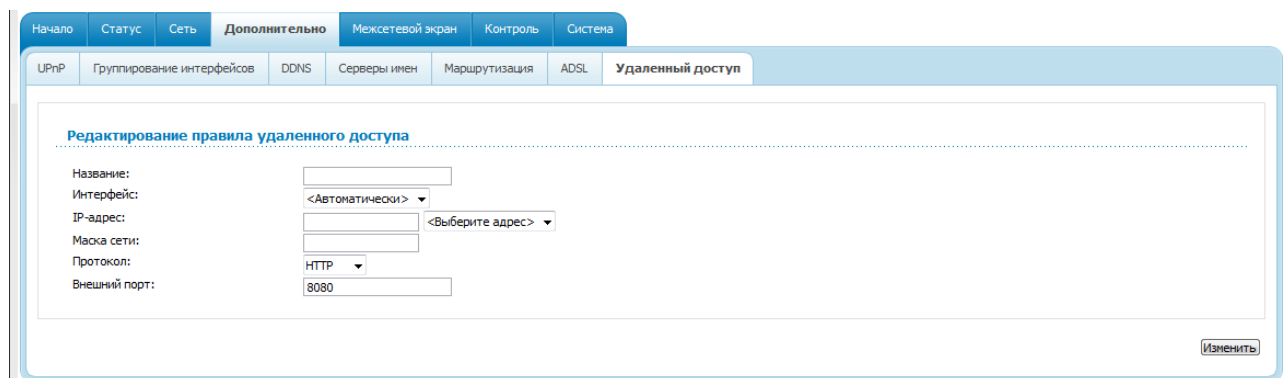 Начало Статус Сеть Дополнительно Межсетевой экран Контроль Система
UPnP Группирование интерфейсов DDNS Серверы имен Маршрутизация ADSL Удаленный доступ
Редактирование правила удаленного доступа
Название:
Интерфейс: <Автоматически>
IP-адрес: <Выберите адрес>
Маска сети:
Протокол: HTTP
Внешний порт: 8080
Изменить